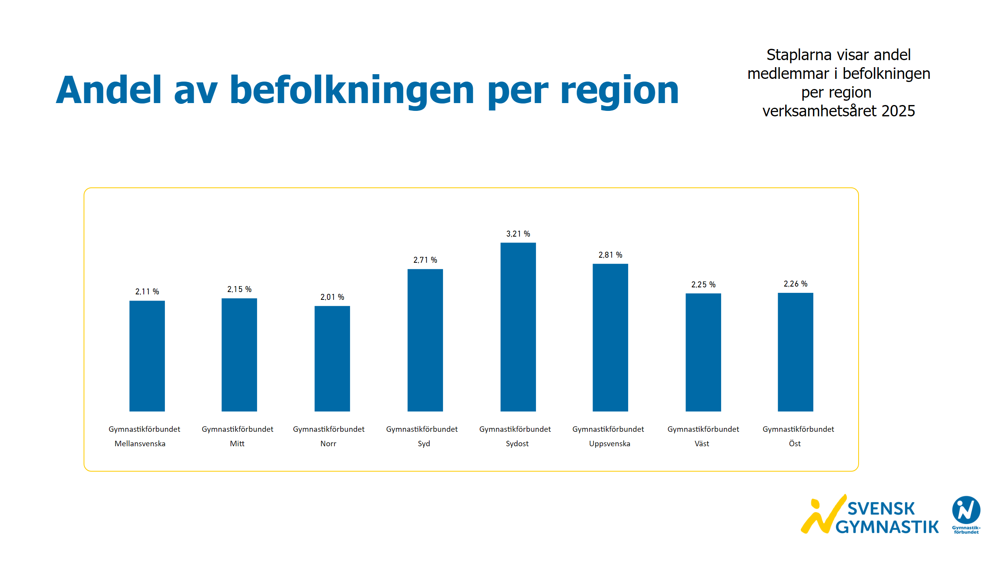 Andel av befolkningen per region
Staplarna visar andel
medlemmar i befolkningen
per region
verksamhetsåret 2025
2,11 %
2,15 %
2,01 %
2,71 %
3,21 %
2,81 %
2,25 %
2,26 %
Gymnastikförbundet
Mellansvenska
Gymnastikförbundet
Mitt
Gymnastikförbundet
Norr
Gymnastikförbundet
Syd
Gymnastikförbundet
Sydost
Gymnastikförbundet
Uppsvenska
Gymnastikförbundet
Väst
Gymnastikförbundet
Öst
SVENSK
GYMNASTIK
Gymnastik-
förbundet